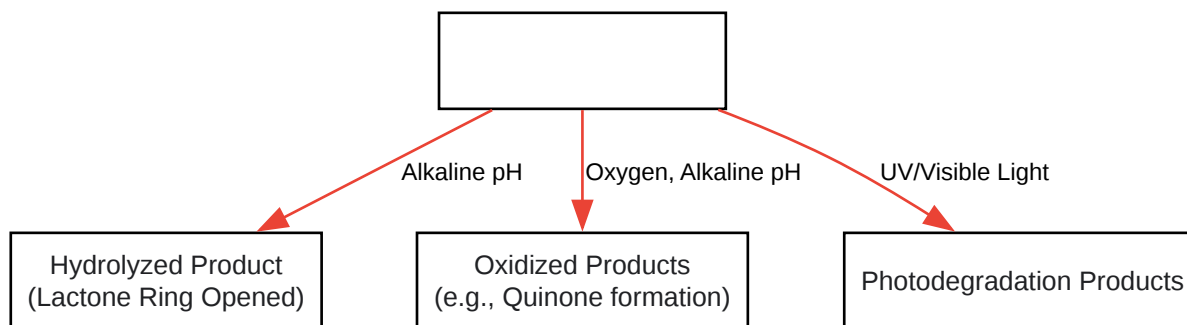 Alkaline pH
Oxygen, Alkaline pH
UV/Visible Light
Hydrolyzed Product
(Lactone Ring Opened)
Oxidized Products
(e.g., Quinone formation)
Photodegradation Products